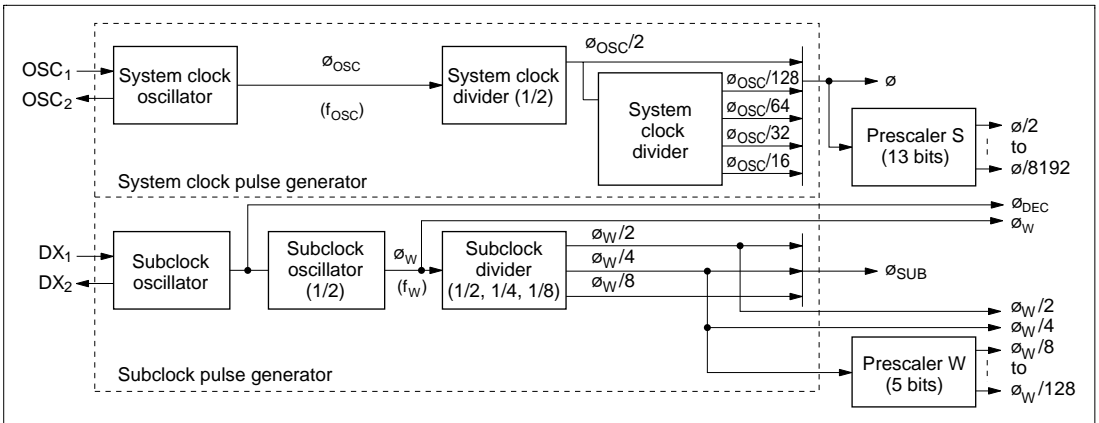 OSC₁
OSC₂
System clock
oscillator
øOSC
(fOSC)
System clock
divider (1/2)
øOSC/2
System
clock
divider
øOSC/128
øOSC/64
øOSC/32
øOSC/16
ø
Prescaler S
(13 bits)
ø/2
to
ø/8192
System clock pulse generator
øDEC
øW
DX₁
DX₂
Subclock
oscillator
Subclock
oscillator
(1/2)
øW
(fW)
Subclock
divider
(1/2, 1/4, 1/8)
øW/2
øW/4
øW/8
øSUB
øW/2
øW/4
Prescaler W
(5 bits)
øW/8
to
øW/128
Subclock pulse generator